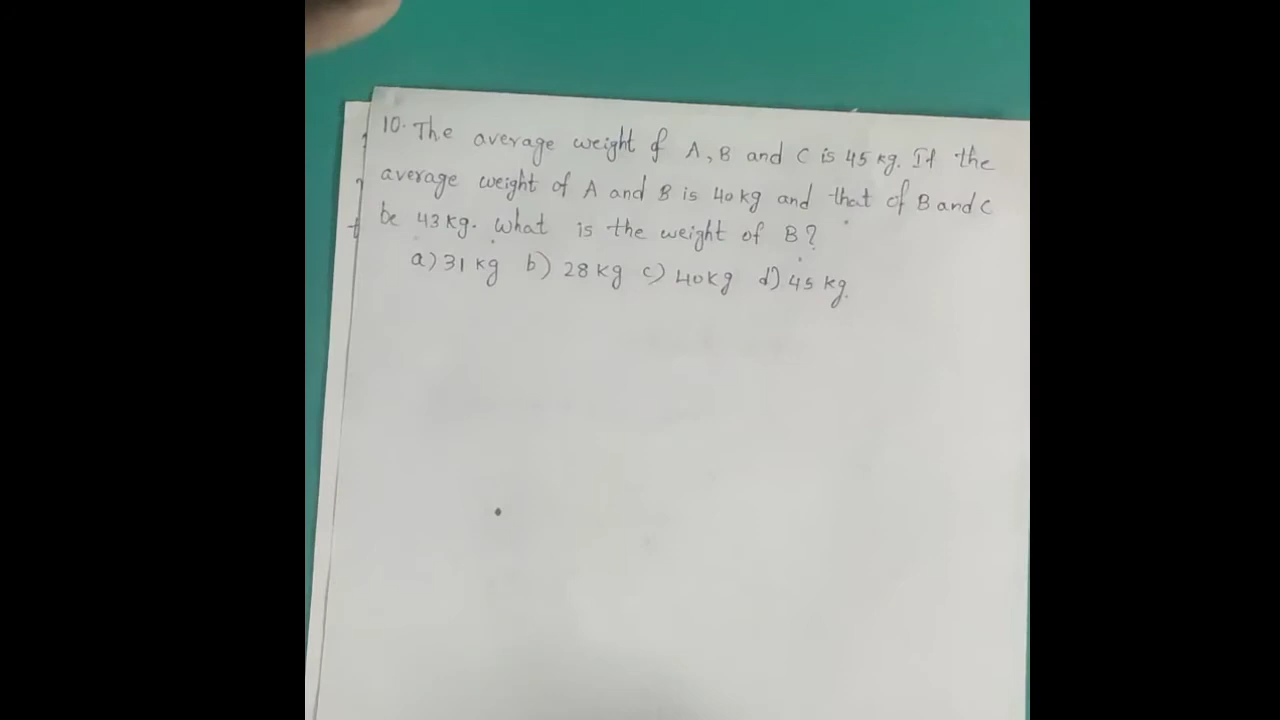 10. The average weight of A, B and C is 45 kg. If the
average weight of A and B is 40 kg and that of B and C
be 43 kg. what is the weight of B?
a) 31 kg b) 28 kg c) 40 kg d) 45 kg.